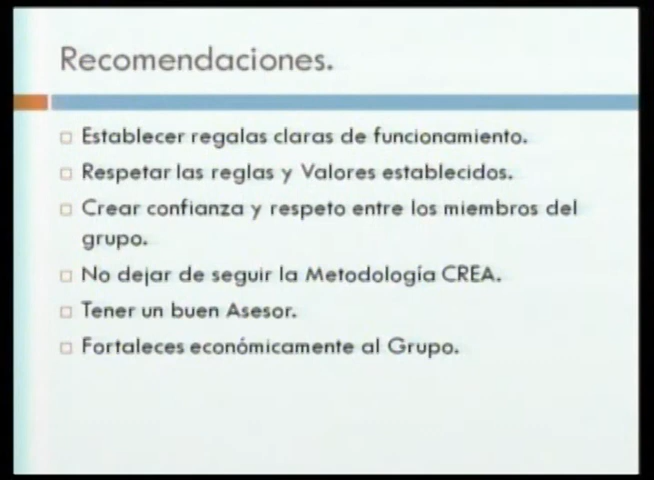 Recomendaciones.
Establecer regalas claras de funcionamiento.
Respetar las reglas y Valores establecidos.
Crear confianza y respeto entre los miembros del
grupo.
No dejar de seguir la Metodología CREA.
Tener un buen Asesor.
Fortaleces económicamente al Grupo.